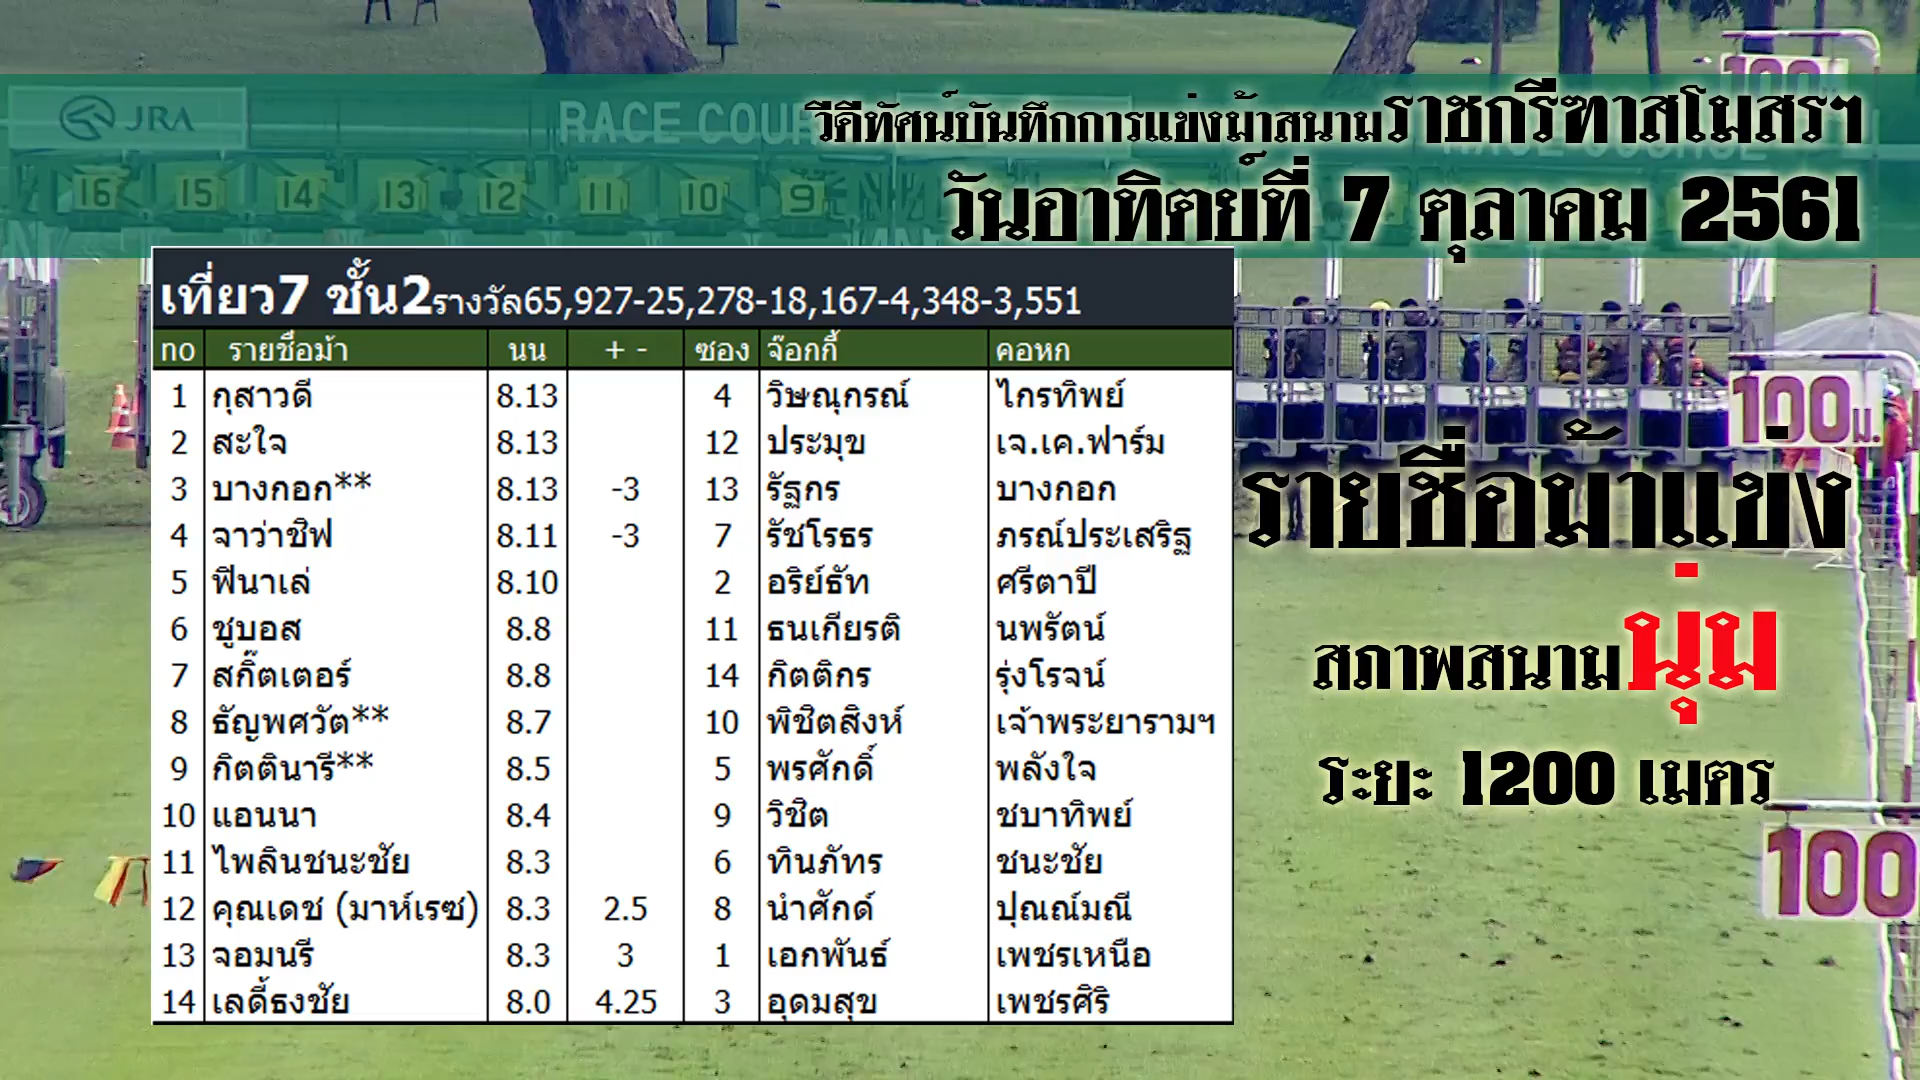 JRA
RACE COU
วีดีทัศน์บันทึกการแข่งม้าสนามราชกรีฑาสโมสรฯ
16 15 14 13 12 11 10 9
วันอาทิตย์ที่ 7 ตุลาคม 2561
เที่ยว7 ชั้น2รางวัล65,927-25,278-18,167-4,348-3,551
no รายชื่อม้า นน + - ซอง จ๊อกกี้ คอหก
1 กุสาวดี 8.13 4 วิษณุกรณ์ ไกรทิพย์
2 สะใจ 8.13 12 ประมุข เจ.เค.ฟาร์ม
3 บางกอก** 8.13 -3 13 รัฐกร บางกอก
4 จาว่าชิฟ 8.11 -3 7 รัชโรธร ภรณ์ประเสริฐ
5 ฟินาเล่ 8.10 2 อริย์ธัท ศรีตาปี
6 ชูบอส 8.8 11 ธนเกียรติ นพรัตน์
7 สกิ๊ตเตอร์ 8.8 14 กิตติกร รุ่งโรจน์
8 ธัญพศวัต** 8.7 10 พิชิตสิงห์ เจ้าพระยารามฯ
9 กิตตินารี** 8.5 5 พรศักดิ์ พลังใจ
10 แอนนา 8.4 9 วิชิต ชบาทิพย์
11 ไพลินชนะชัย 8.3 6 ทินภัทร ชนะชัย
12 คุณเดช (มาห์เรซ) 8.3 2.5 8 นำศักด์ ปุณณ์มณี
13 จอมนรี 8.3 3 1 เอกพันธ์ เพชรเหนือ
14 เลดี้ธงชัย 8.0 4.25 3 อุดมสุข เพชรศิริ
100ม.
รายชื่อม้าแข่ง
สภาพสนามนุ่ม
ระยะ 1200 เมตร
100